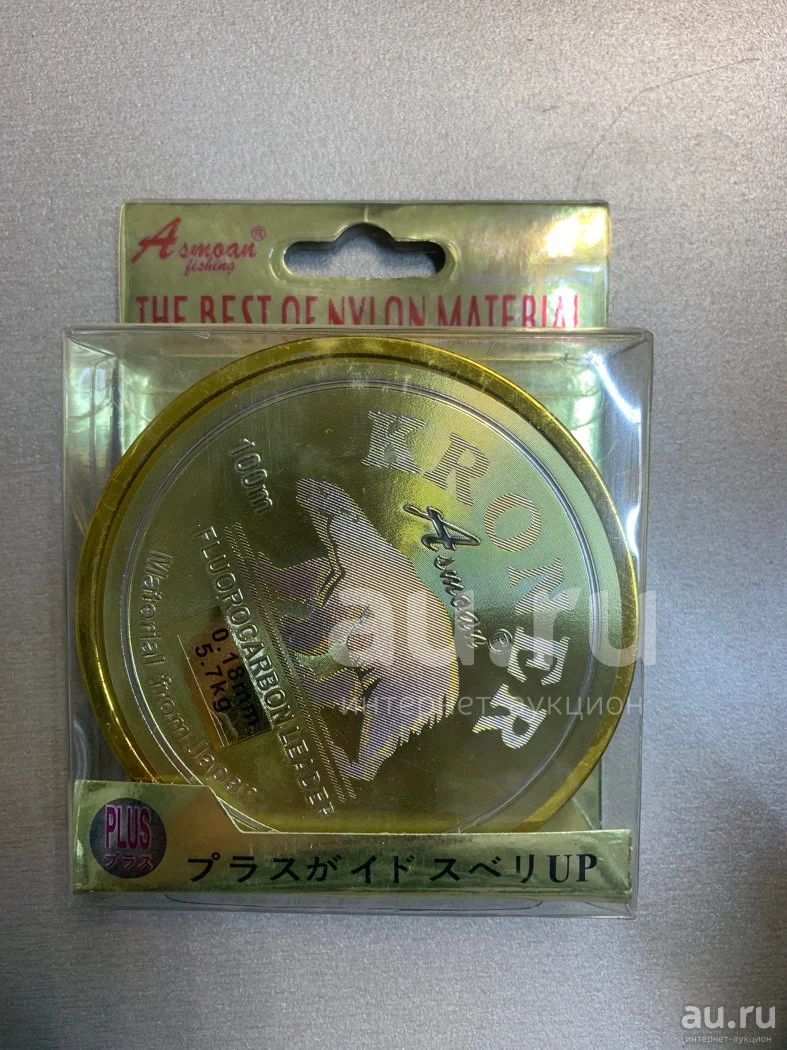 Asmoan®
fishing
THE BEST OF NYLON MATERIAL
KRONER
Asmoan®
100m
FLUOROCARBON LEADER
0.18mm
5.7kg
Material from Japan
au.ru
интернет-аукцион
PLUS
プラス
プラスガイドスベリUP
au.ru
интернет-аукцион